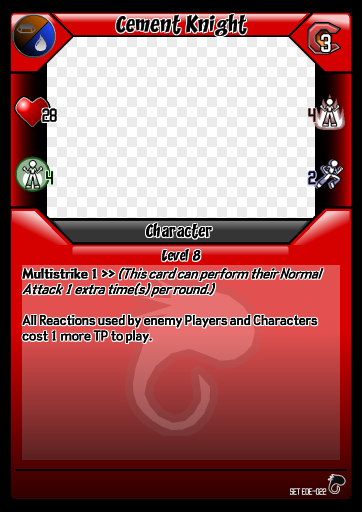 Cement Knight
3
28
4
4
2
Character
Level 8
Multistrike 1 >> (This card can perform their Normal
Attack 1 extra time(s) per round.)
All Reactions used by enemy Players and Characters
cost 1 more TP to play.
SET EOE-022